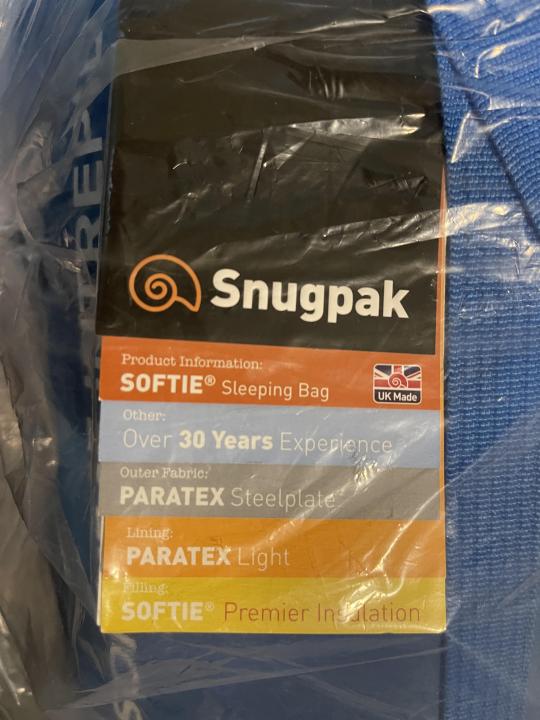 Snugpak
Product Information:
SOFTIE® Sleeping Bag
UK Made
Other:
Over 30 Years Experience
Outer Fabric:
PARATEX Steelplate
Lining:
PARATEX Light
Filling:
SOFTIE® Premier Insulation